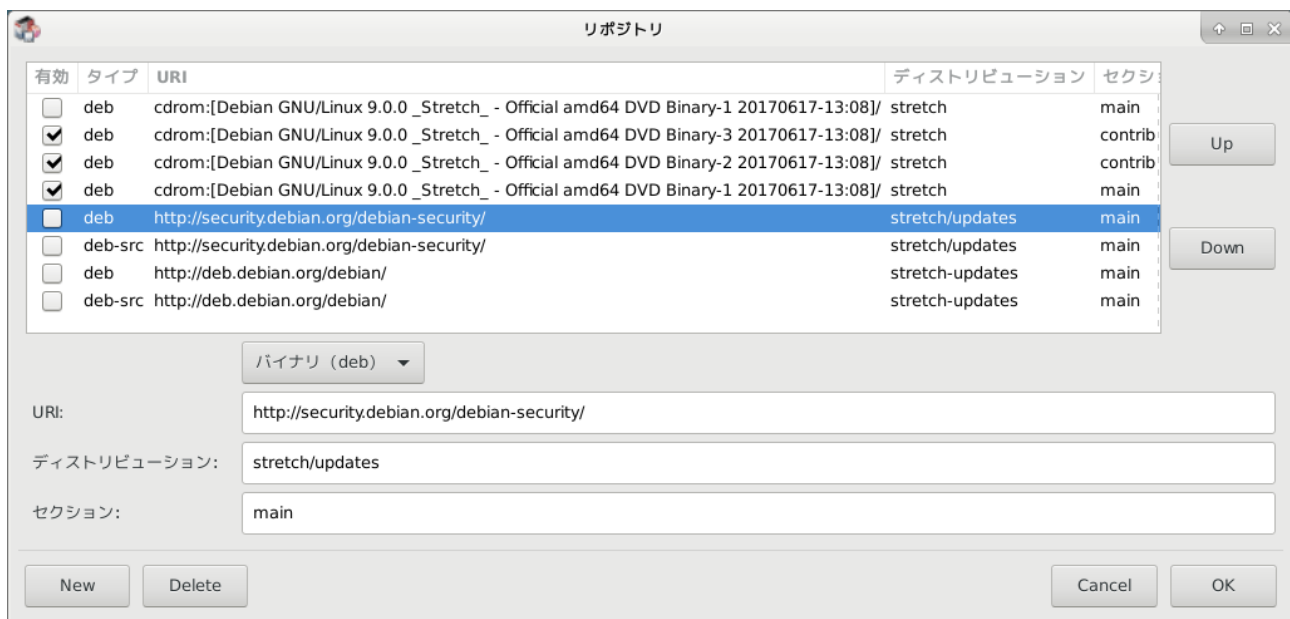 リポジトリ
有効 タイプ URI ディストリビューション セクショ
deb cdrom:[Debian GNU/Linux 9.0.0 _Stretch_ - Official amd64 DVD Binary-1 20170617-13:08]/ stretch main
deb cdrom:[Debian GNU/Linux 9.0.0 _Stretch_ - Official amd64 DVD Binary-3 20170617-13:08]/ stretch contrib
deb cdrom:[Debian GNU/Linux 9.0.0 _Stretch_ - Official amd64 DVD Binary-2 20170617-13:08]/ stretch contrib
deb cdrom:[Debian GNU/Linux 9.0.0 _Stretch_ - Official amd64 DVD Binary-1 20170617-13:08]/ stretch main
deb http://security.debian.org/debian-security/ stretch/updates main
deb-src http://security.debian.org/debian-security/ stretch/updates main
deb http://deb.debian.org/debian/ stretch-updates main
deb-src http://deb.debian.org/debian/ stretch-updates main
Up
Down
バイナリ (deb)
URI: http://security.debian.org/debian-security/
ディストリビューション: stretch/updates
セクション: main
New Delete Cancel OK